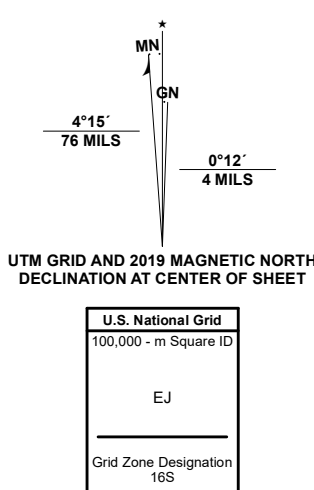 ★
MN
GN
4°15´
76 MILS
0°12´
4 MILS
UTM GRID AND 2019 MAGNETIC NORTH
DECLINATION AT CENTER OF SHEET
U.S. National Grid
100,000 - m Square ID
EJ
Grid Zone Designation
16S